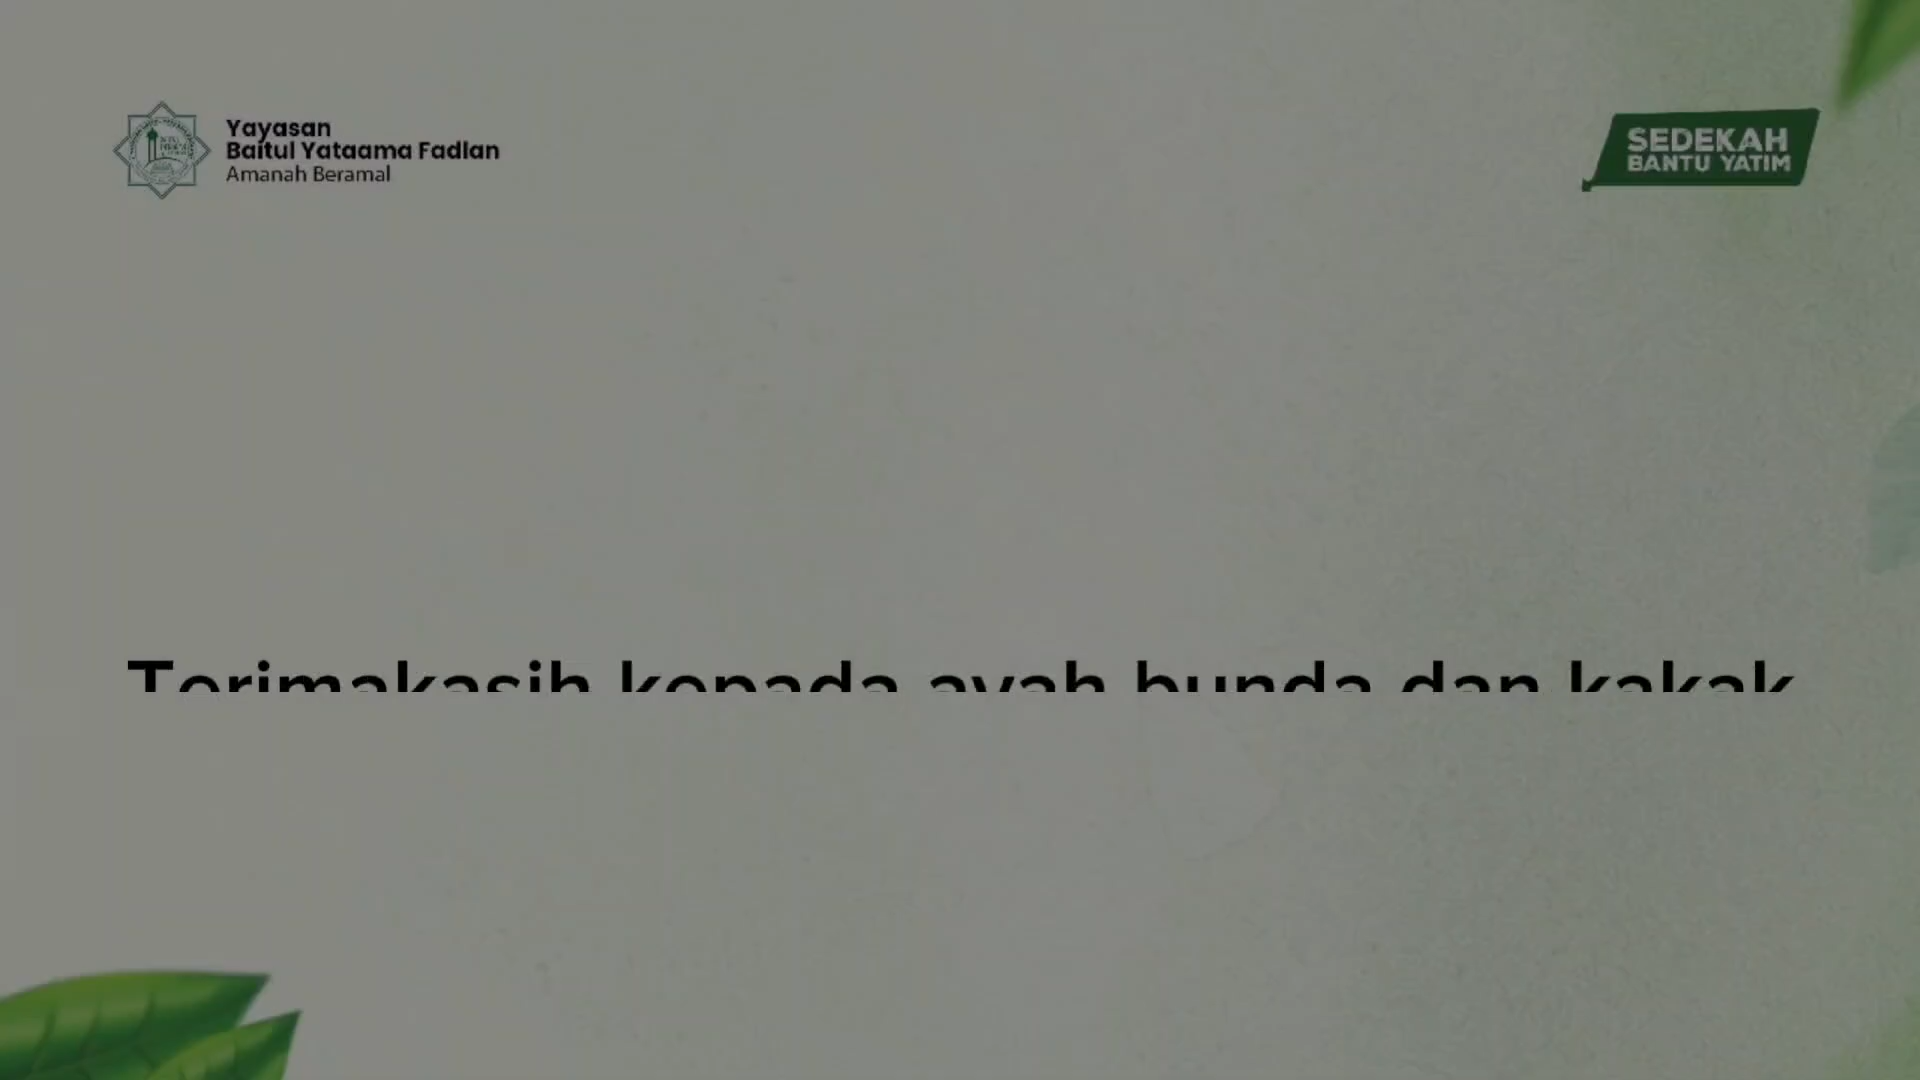 Yayasan
Baitul Yataama Fadlan
Amanah Beramal
SEDEKAH
BANTU YATIM
Terimakasih kepada ayah bunda dan kakak